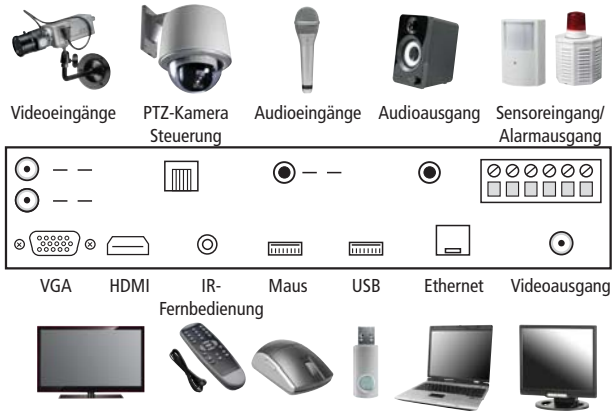 Videoeingänge PTZ-Kamera Audioeingänge Audioausgang Sensoreingang/
Steuerung Alarmausgang
VGA HDMI IR- Maus USB Ethernet Videoausgang
Fernbedienung